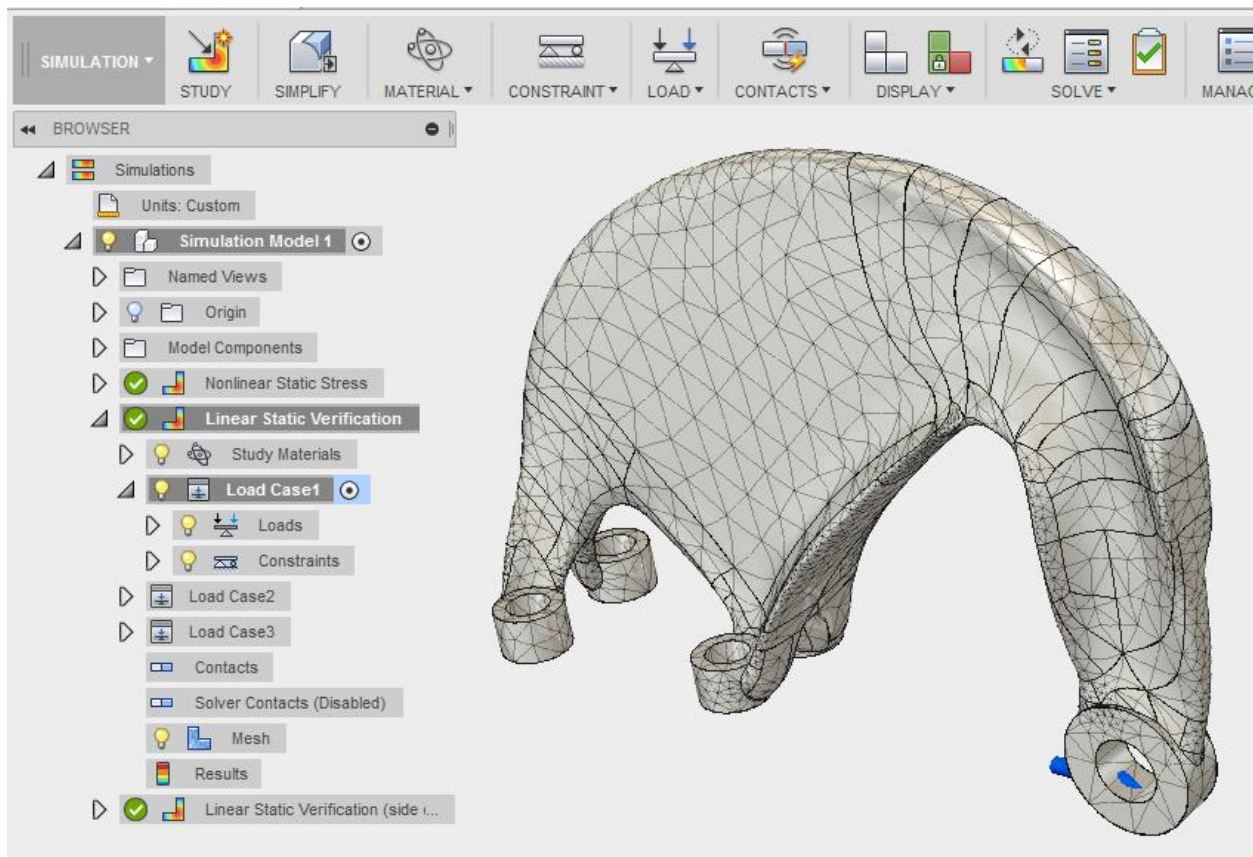 SIMULATION
STUDY
SIMPLIFY
MATERIAL
CONSTRAINT
LOAD
CONTACTS
DISPLAY
SOLVE
MANAG
BROWSER
Simulations
Units: Custom
Simulation Model 1
Named Views
Origin
Model Components
Nonlinear Static Stress
Linear Static Verification
Study Materials
Load Case1
Loads
Constraints
Load Case2
Load Case3
Contacts
Solver Contacts (Disabled)
Mesh
Results
Linear Static Verification (side